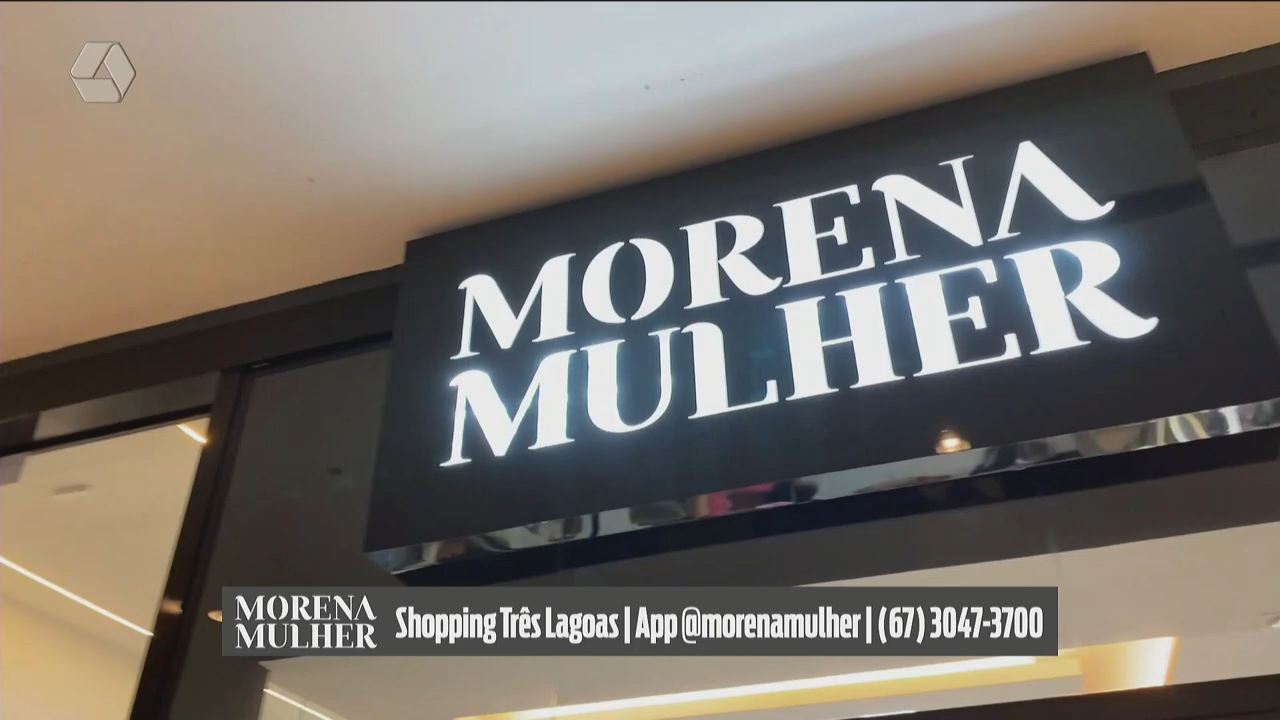 MORENA
MULHER
MORENA
MULHER
Shopping Três Lagoas | App @morenamulher | (67) 3047-3700